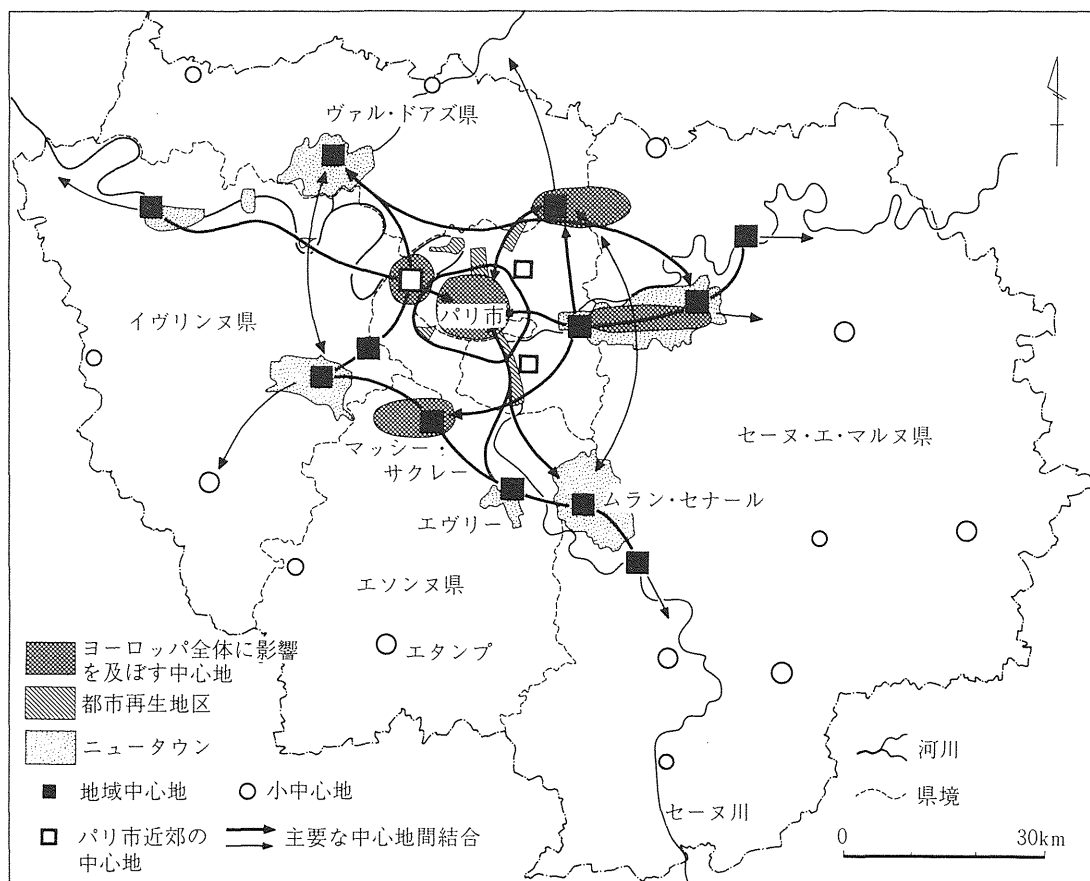 ヴァル・ドアズ県
パリ市
イヴリンヌ県
マッシー・
サクレー
セーヌ・エ・マルヌ県
ムラン・セナール
エヴリー
エソンヌ県
エタンプ
ヨーロッパ全体に影響
を及ぼす中心地
都市再生地区
ニュータウン
地域中心地
小中心地
パリ市近郊の
中心地
主要な中心地間結合
河川
県境
セーヌ川
0
30km